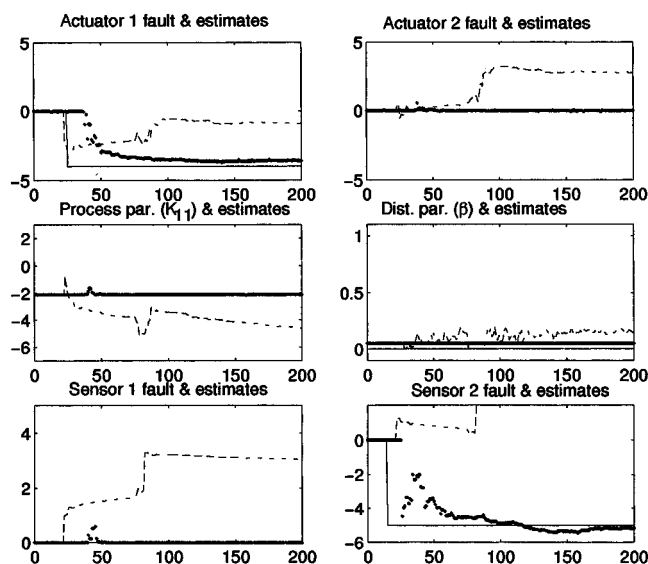 Actuator 1 fault & estimates
Actuator 2 fault & estimates
5
0
−5
0 50 100 150 200
5
0
5
0 50 100 150 200
Process par. (K11) & estimates
Dist. par. (β) & estimates
2
0
−2
−4
−6
0 50 100 150 200
1
0.5
0
0 50 100 150 200
Sensor 1 fault & estimates
Sensor 2 fault & estimates
4
2
0
0 50 100 150 200
0
−2
−4
−6
0 50 100 150 200